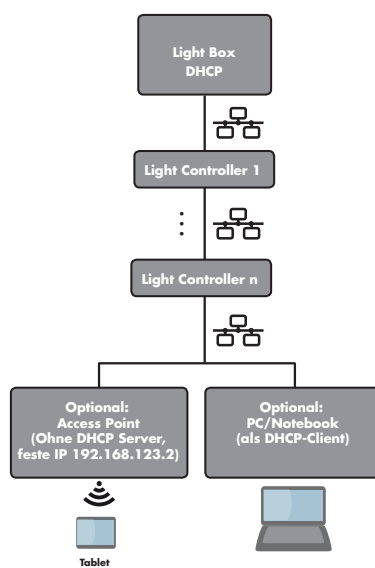 Light Box
DHCP
Light Controller 1
Light Controller n
Optional:
Access Point
(Ohne DHCP Server,
feste IP 192.168.123.2)
Optional:
PC/Notebook
(als DHCP-Client)
Tablet